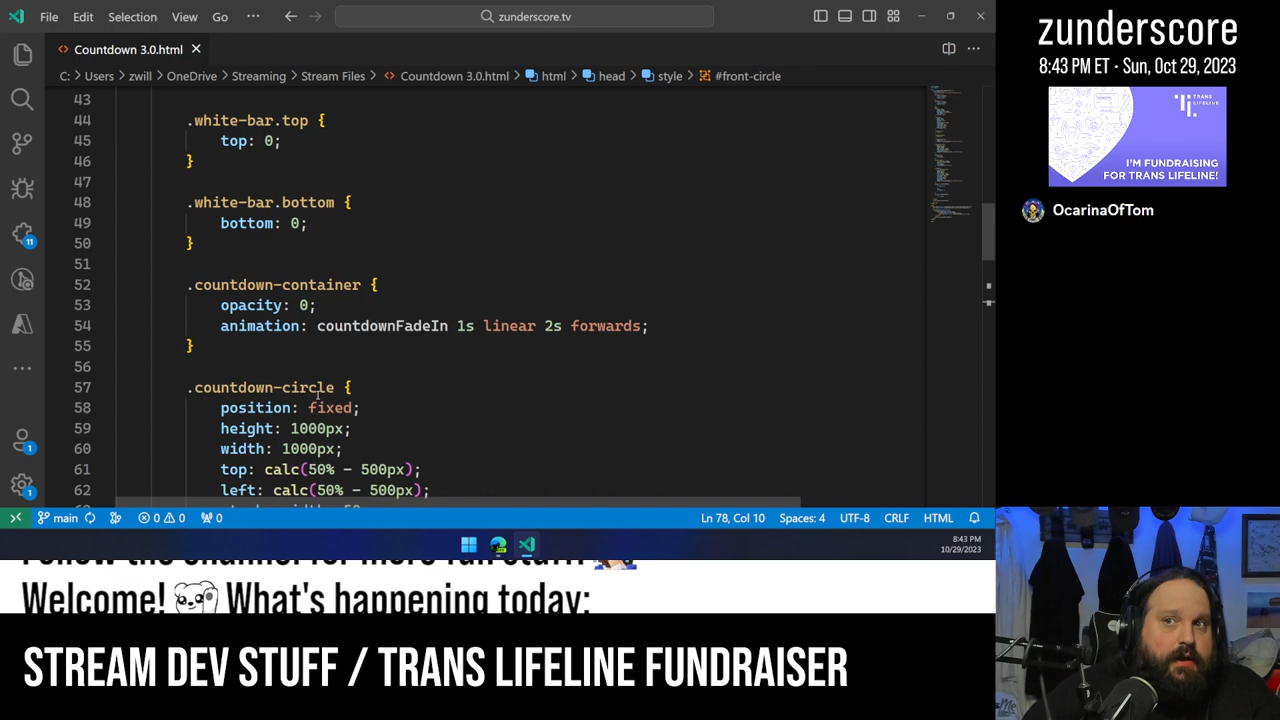 File Edit Selection View Go ··· zunderscore.tv
Countdown 3.0.html
C: > Users > zwill > OneDrive > Streaming > Stream Files > Countdown 3.0.html > html > head > style > #front-circle
43
44 .white-bar.top {
45 top: 0;
46 }
47
48 .white-bar.bottom {
49 bottom: 0;
50 }
51
52 .countdown-container {
53 opacity: 0;
54 animation: countdownFadeIn 1s linear 2s forwards;
55 }
56
57 .countdown-circle {
58 position: fixed;
59 height: 1000px;
60 width: 1000px;
61 top: calc(50% - 500px);
62 left: calc(50% - 500px);
11
1
1
main 0 0 0 Ln 78, Col 10 Spaces: 4 UTF-8 CRLF HTML
8:43 PM
10/29/2023
Welcome! What's happening today:
STREAM DEV STUFF / TRANS LIFELINE FUNDRAISER
zunderscore
8:43 PM ET · Sun, Oct 29, 2023
TRANS
LIFELINE
I'M FUNDRAISING
FOR TRANS LIFELINE!
OcarinaOfTom